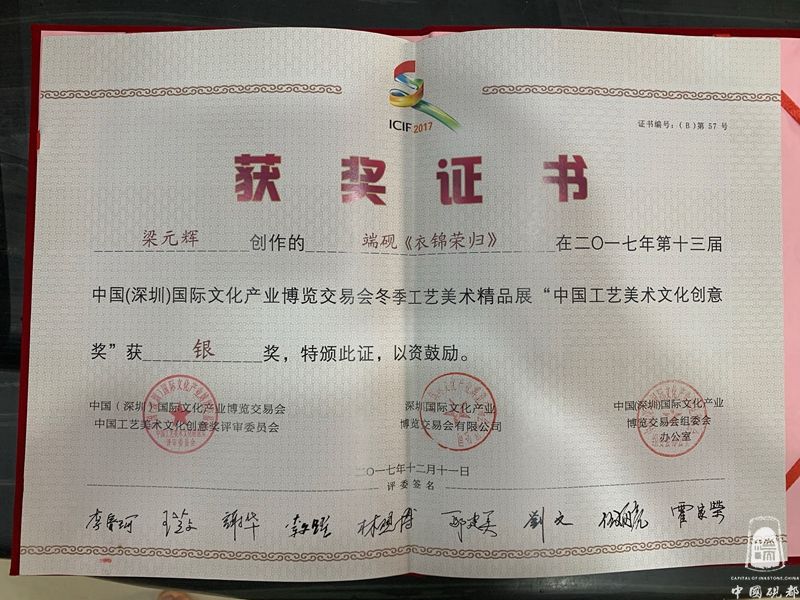 ICIF 2017
证书编号：(B)第 57 号
获奖证书
梁元辉 创作的 端砚《衣锦荣归》 在二〇一七年第十三届
中国(深圳)国际文化产业博览交易会冬季工艺美术精品展“中国工艺美术文化创意
奖”获 银 奖，特颁此证，以资鼓励。
中国（深圳）国际文化产业博览交易会
中国工艺美术文化创意奖评审委员会
深圳国际文化产业
博览交易会有限公司
中国(深圳)国际文化产业
博览交易会组委会
办公室
二〇一七年十二月十一日
评委签名
林明傅
刘文
CAPITAL OF INKSTONE, CHINA
中國硯都